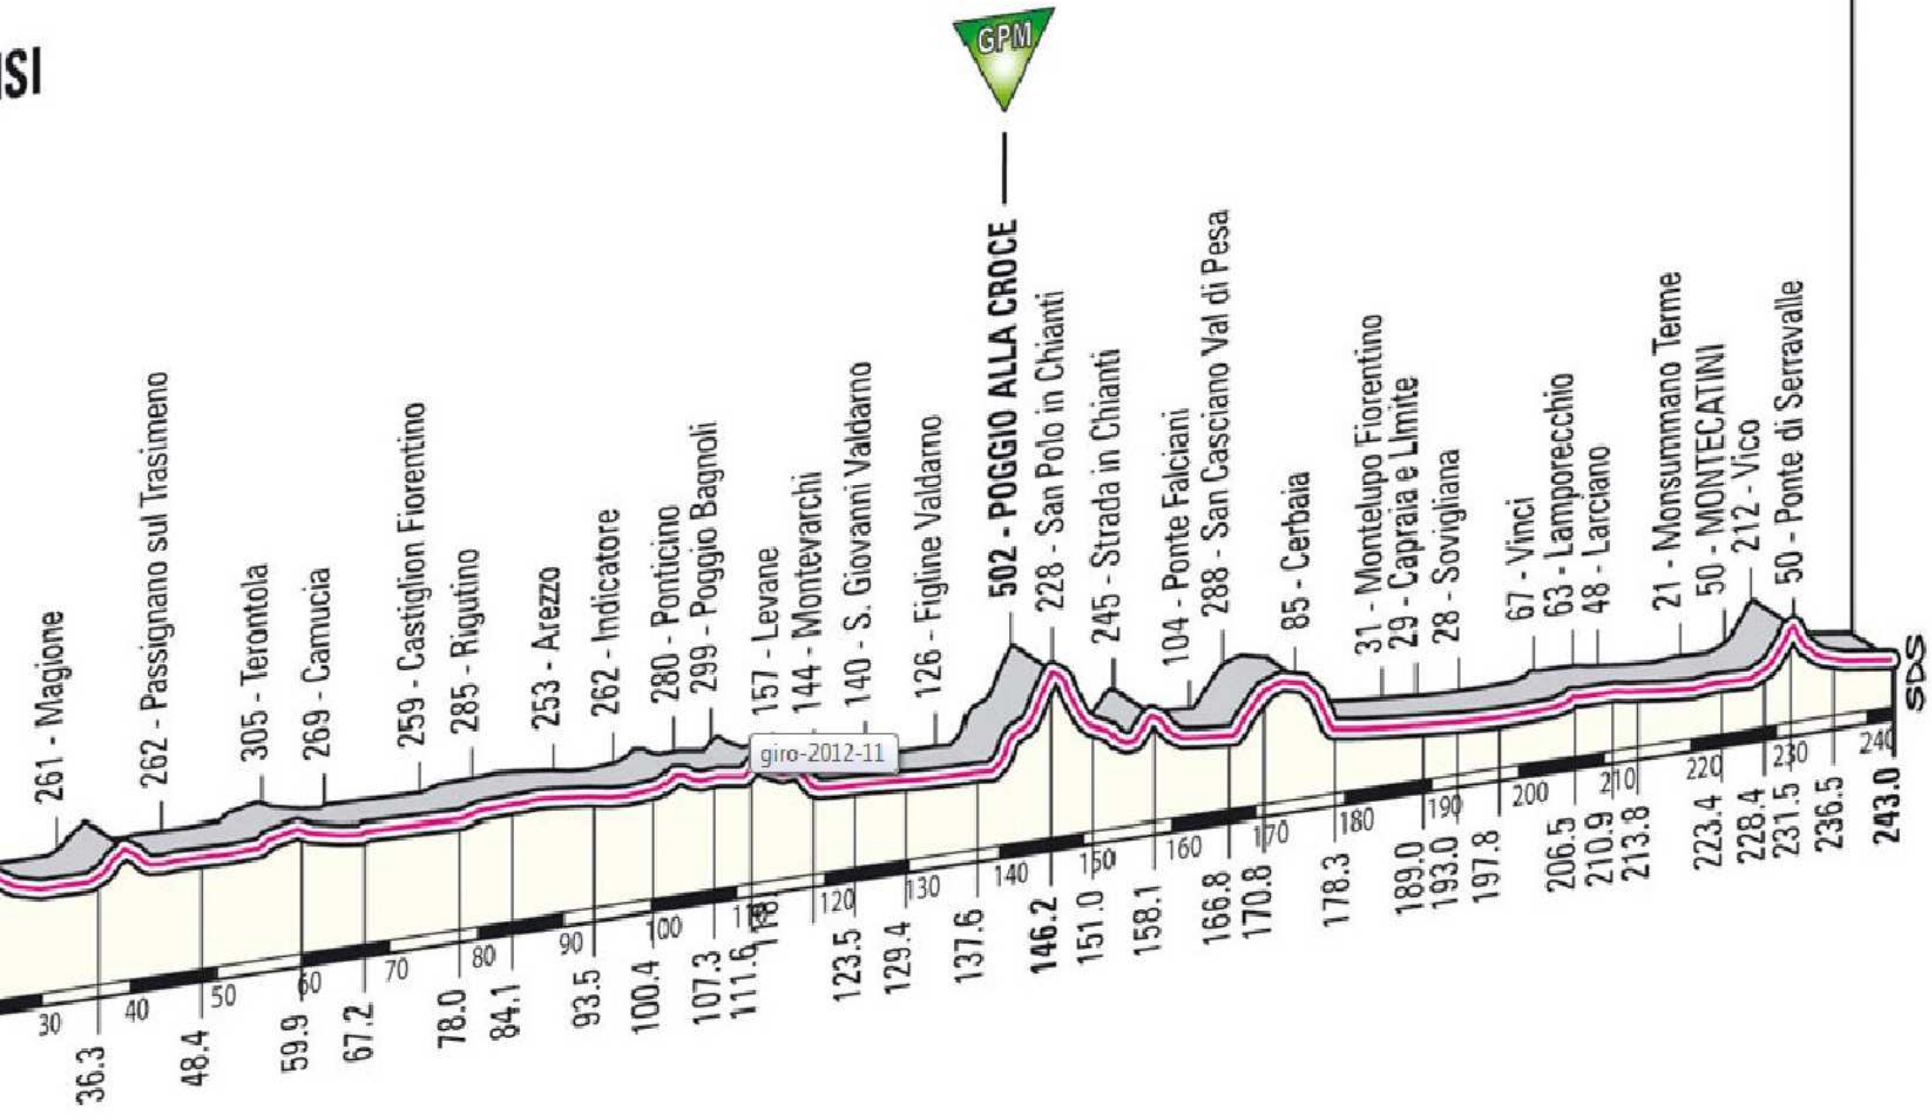 ISI
GPM
261 - Magione
262 - Passignano sul Trasimeno
305 - Terontola
269 - Camucia
259 - Castiglion Fiorentino
285 - Rigutino
253 - Arezzo
262 - Indicatore
280 - Ponticino
299 - Poggio Bagnoli
157 - Levane
144 - Montevarchi
140 - S. Giovanni Valdarno
126 - Figline Valdarno
502 - POGGIO ALLA CROCE
228 - San Polo in Chianti
245 - Strada in Chianti
104 - Ponte Falciani
288 - San Casciano Val di Pesa
85 - Cerbaia
31 - Montelupo Fiorentino
29 - Capraia e LImite
28 - Sovigliana
67 - Vinci
63 - Lamporecchio
48 - Larciano
21 - Monsummano Terme
50 - MONTECATINI
212 - Vico
50 - Ponte di Serravalle
giro-2012-11
SDS
30
40
50
60
70
80
90
100
110
120
130
140
150
160
170
180
190
200
210
220
230
240
36.3
48.4
59.9
67.2
78.0
84.1
93.5
100.4
107.3
111.6
123.5
129.4
137.6
146.2
151.0
158.1
166.8
170.8
178.3
189.0
193.0
197.8
206.5
210.9
213.8
223.4
228.4
231.5
236.5
243.0